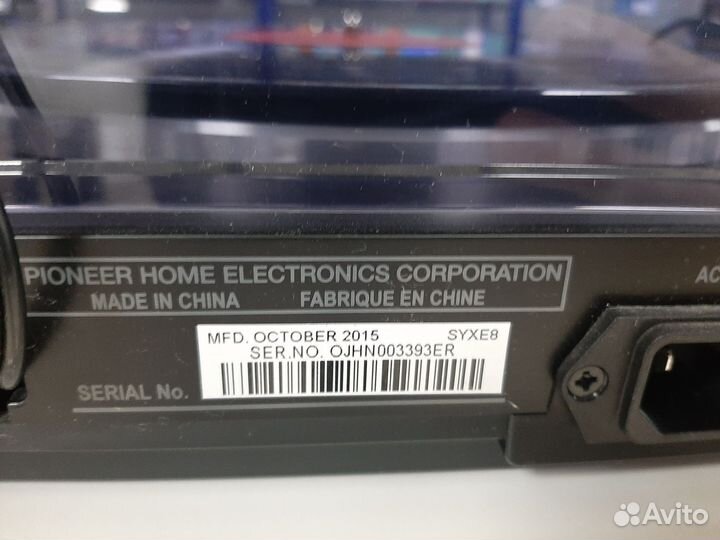 PIONEER HOME ELECTRONICS CORPORATION
MADE IN CHINA FABRIQUE EN CHINE
AC
MFD. OCTOBER 2015 SYXE8
SER.NO. OJHN003393ER
SERIAL No.
Avito